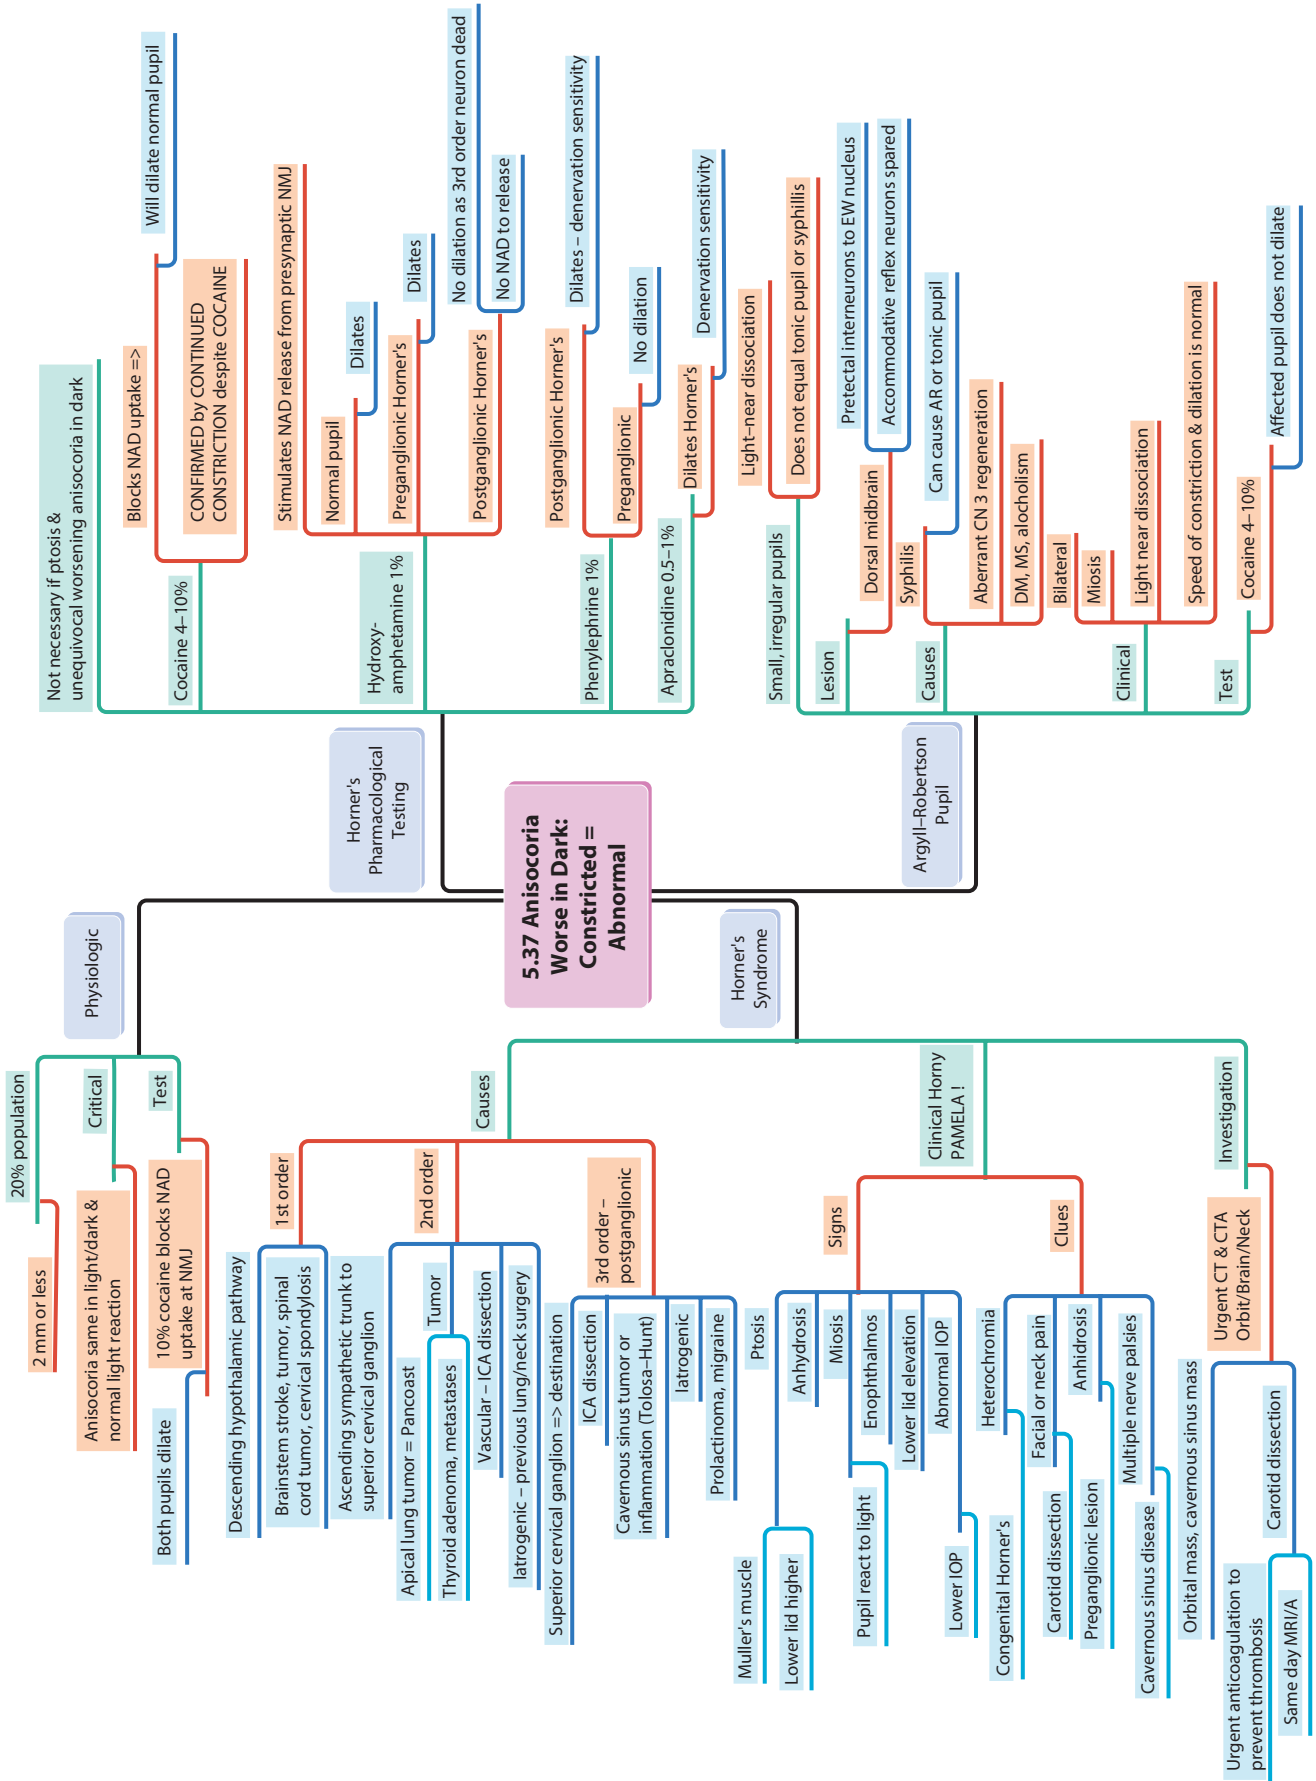 5.37 Anisocoria
Worse in Dark:
Constricted =
Abnormal
Physiologic
20% population
2 mm or less
Critical
Anisocoria same in light/dark &
normal light reaction
Test
10% cocaine blocks NAD
uptake at NMJ
Both pupils dilate
Horner's
Syndrome
Causes
1st order
Descending hypothalamic pathway
Brainstem stroke, tumor, spinal
cord tumor, cervical spondylosis
2nd order
Ascending sympathetic trunk to
superior cervical ganglion
Tumor
Apical lung tumor = Pancoast
Thyroid adenoma, metastases
Vascular – ICA dissection
Iatrogenic – previous lung/neck surgery
3rd order –
postganglionic
Superior cervical ganglion => destination
ICA dissection
Cavernous sinus tumor or
inflammation (Tolosa–Hunt)
Iatrogenic
Prolactinoma, migraine
Clinical Horny
PAMELA !
Signs
Ptosis
Muller's muscle
Lower lid higher
Anhydrosis
Miosis
Pupil react to light
Enophthalmos
Lower lid elevation
Abnormal IOP
Lower IOP
Clues
Heterochromia
Congenital Horner's
Facial or neck pain
Carotid dissection
Anhidrosis
Preganglionic lesion
Multiple nerve palsies
Cavernous sinus disease
Investigation
Urgent CT & CTA
Orbit/Brain/Neck
Orbital mass, cavernous sinus mass
Carotid dissection
Urgent anticoagulation to
prevent thrombosis
Same day MRI/A
Horner's
Pharmacological
Testing
Not necessary if ptosis &
unequivocal worsening anisocoria in dark
Cocaine 4–10%
Blocks NAD uptake =>
Will dilate normal pupil
CONFIRMED by CONTINUED
CONSTRICTION despite COCAINE
Hydroxy-
amphetamine 1%
Stimulates NAD release from presynaptic NMJ
Normal pupil
Dilates
Preganglionic Horner's
Dilates
Postganglionic Horner's
No dilation as 3rd order neuron dead
No NAD to release
Phenylephrine 1%
Postganglionic Horner's
Dilates – denervation sensitivity
Preganglionic
No dilation
Apraclonidine 0.5–1%
Dilates Horner's
Denervation sensitivity
Argyll–Robertson
Pupil
Small, irregular pupils
Light–near dissociation
Does not equal tonic pupil or syphillis
Lesion
Dorsal midbrain
Pretectal interneurons to EW nucleus
Accommodative reflex neurons spared
Causes
Syphilis
Can cause AR or tonic pupil
Aberrant CN 3 regeneration
DM, MS, alocholism
Clinical
Bilateral
Miosis
Light near dissociation
Speed of constriction & dilation is normal
Test
Cocaine 4–10%
Affected pupil does not dilate